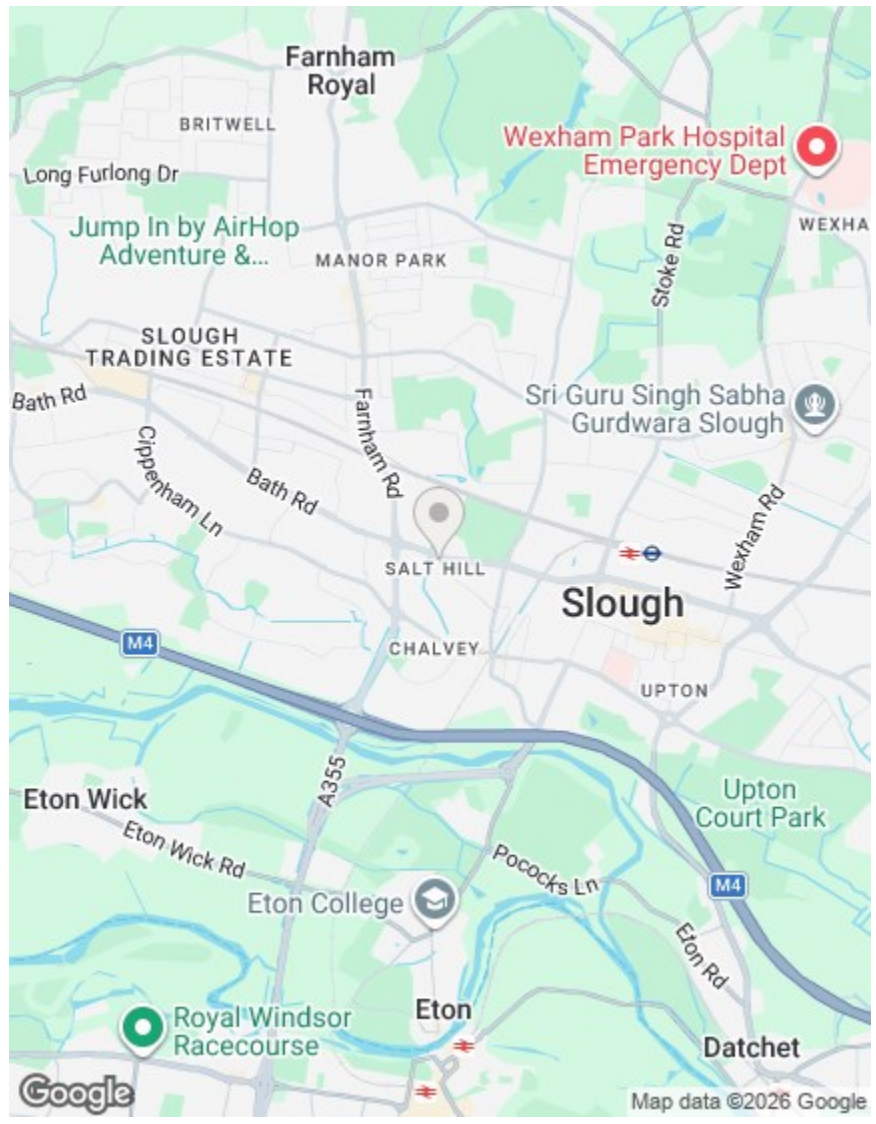 Farnham
Royal
BRITWELL
Wexham Park Hospital
Emergency Dept
Long Furlong Dr
Jump In by AirHop
Adventure &...
WEXHA
MANOR PARK
Stoke Rd
SLOUGH
TRADING ESTATE
Bath Rd
Farnham Rd
Sri Guru Singh Sabha
Gurdwara Slough
Cippenham Ln
Bath Rd
Wexham Rd
SALT HILL
Slough
M4
CHALVEY
UPTON
A355
Eton Wick
Upton
Court Park
Eton Wick Rd
Pococks Ln
M4
Eton College
Eton Rd
Eton
Royal Windsor
Racecourse
Datchet
Google
Map data ©2026 Google